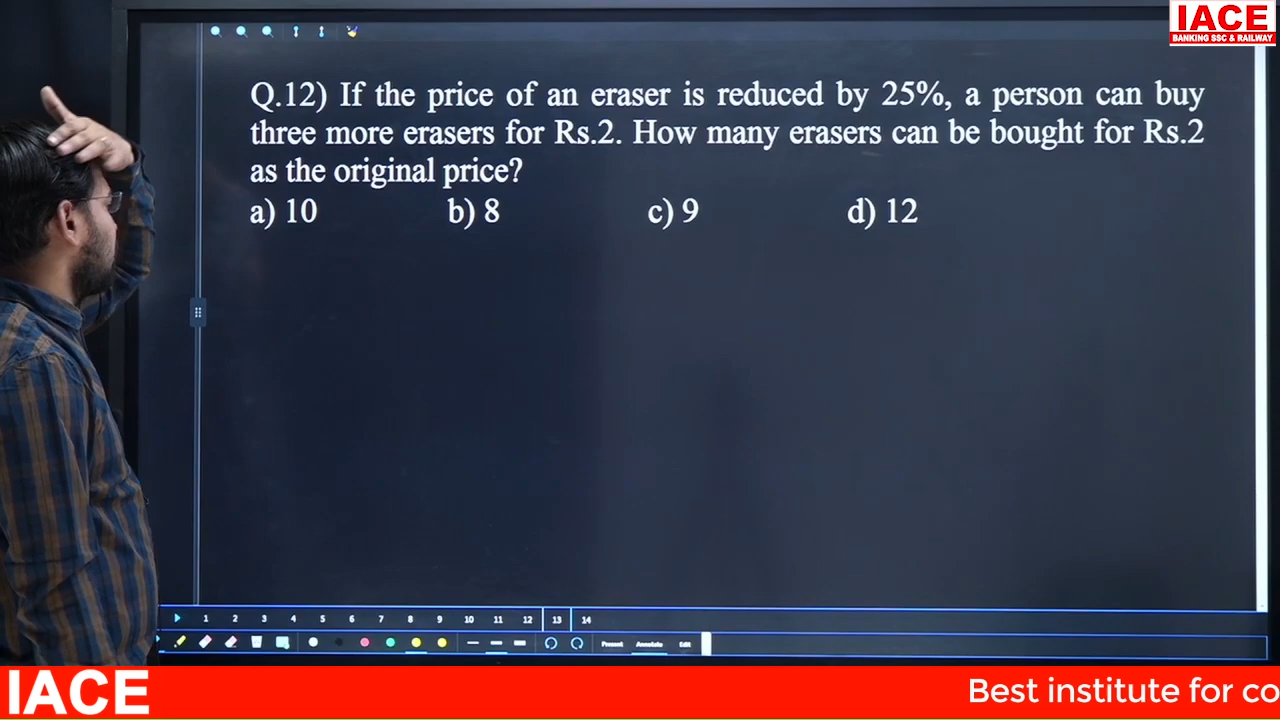 IACE
BANKING SSC & RAILWAY
Q.12) If the price of an eraser is reduced by 25%, a person can buy
three more erasers for Rs.2. How many erasers can be bought for Rs.2
as the original price?
a) 10 b) 8 c) 9 d) 12
1 2 3 4 5 6 7 8 9 10 11 12 13 14
Present Annotate Edit
IACE
Best institute for co